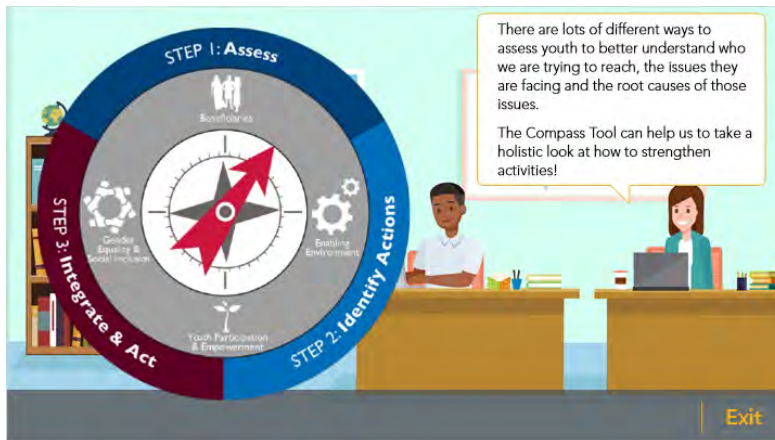 STEP 1: Assess
Beneficiaries
Gender
Equality &
Social Inclusion
Enabling
Environment
Youth Participation
& Empowerment
STEP 2: Identify Actions
STEP 3: Integrate & Act
There are lots of different ways to
assess youth to better understand who
we are trying to reach, the issues they
are facing and the root causes of those
issues.
The Compass Tool can help us to take a
holistic look at how to strengthen
activities!
Exit